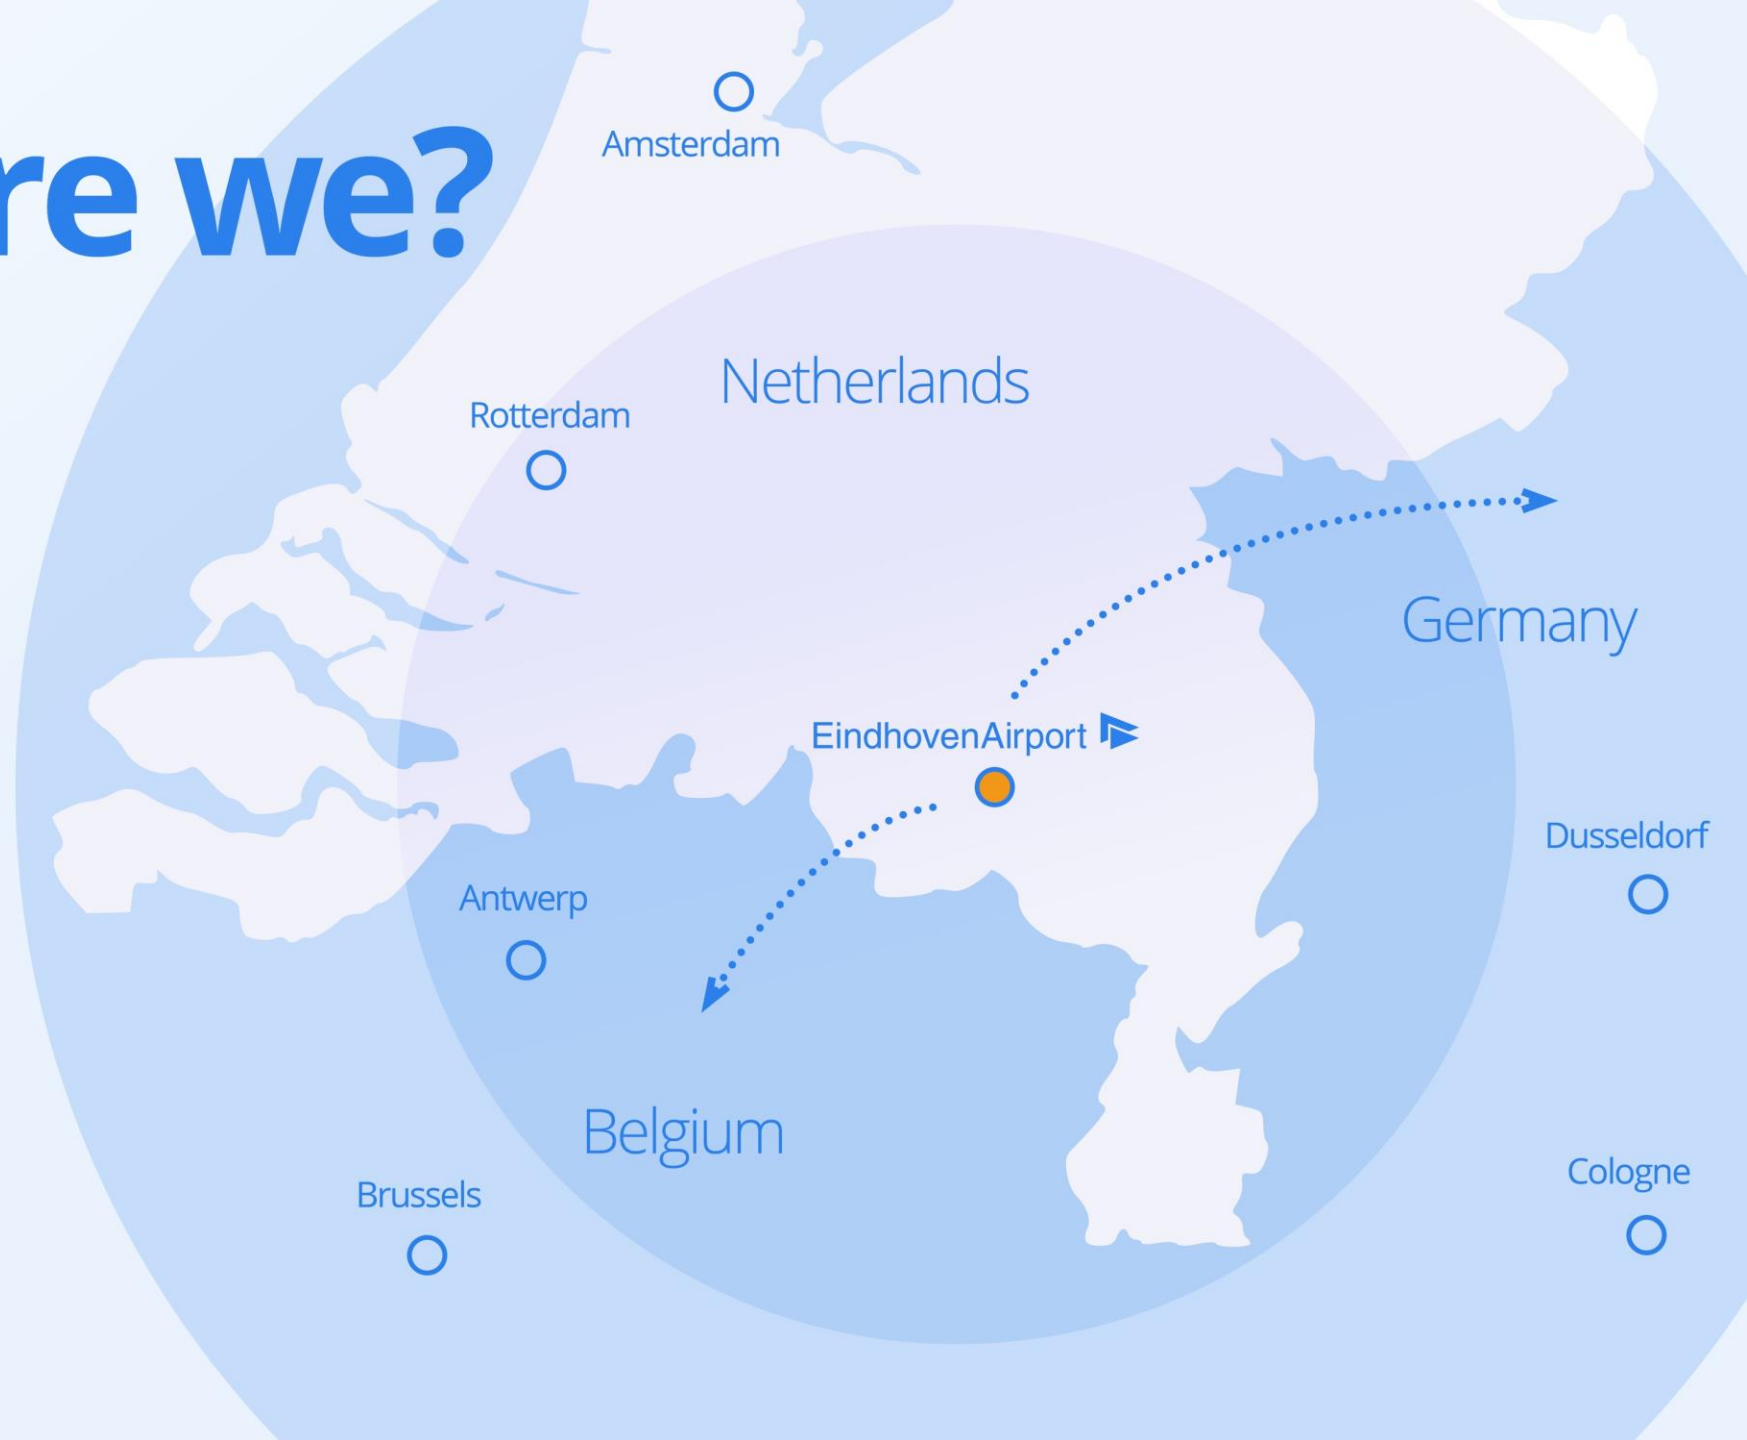 Amsterdam
re we?
Netherlands
Rotterdam
Germany
EindhovenAirport
Dusseldorf
Antwerp
Belgium
Cologne
Brussels